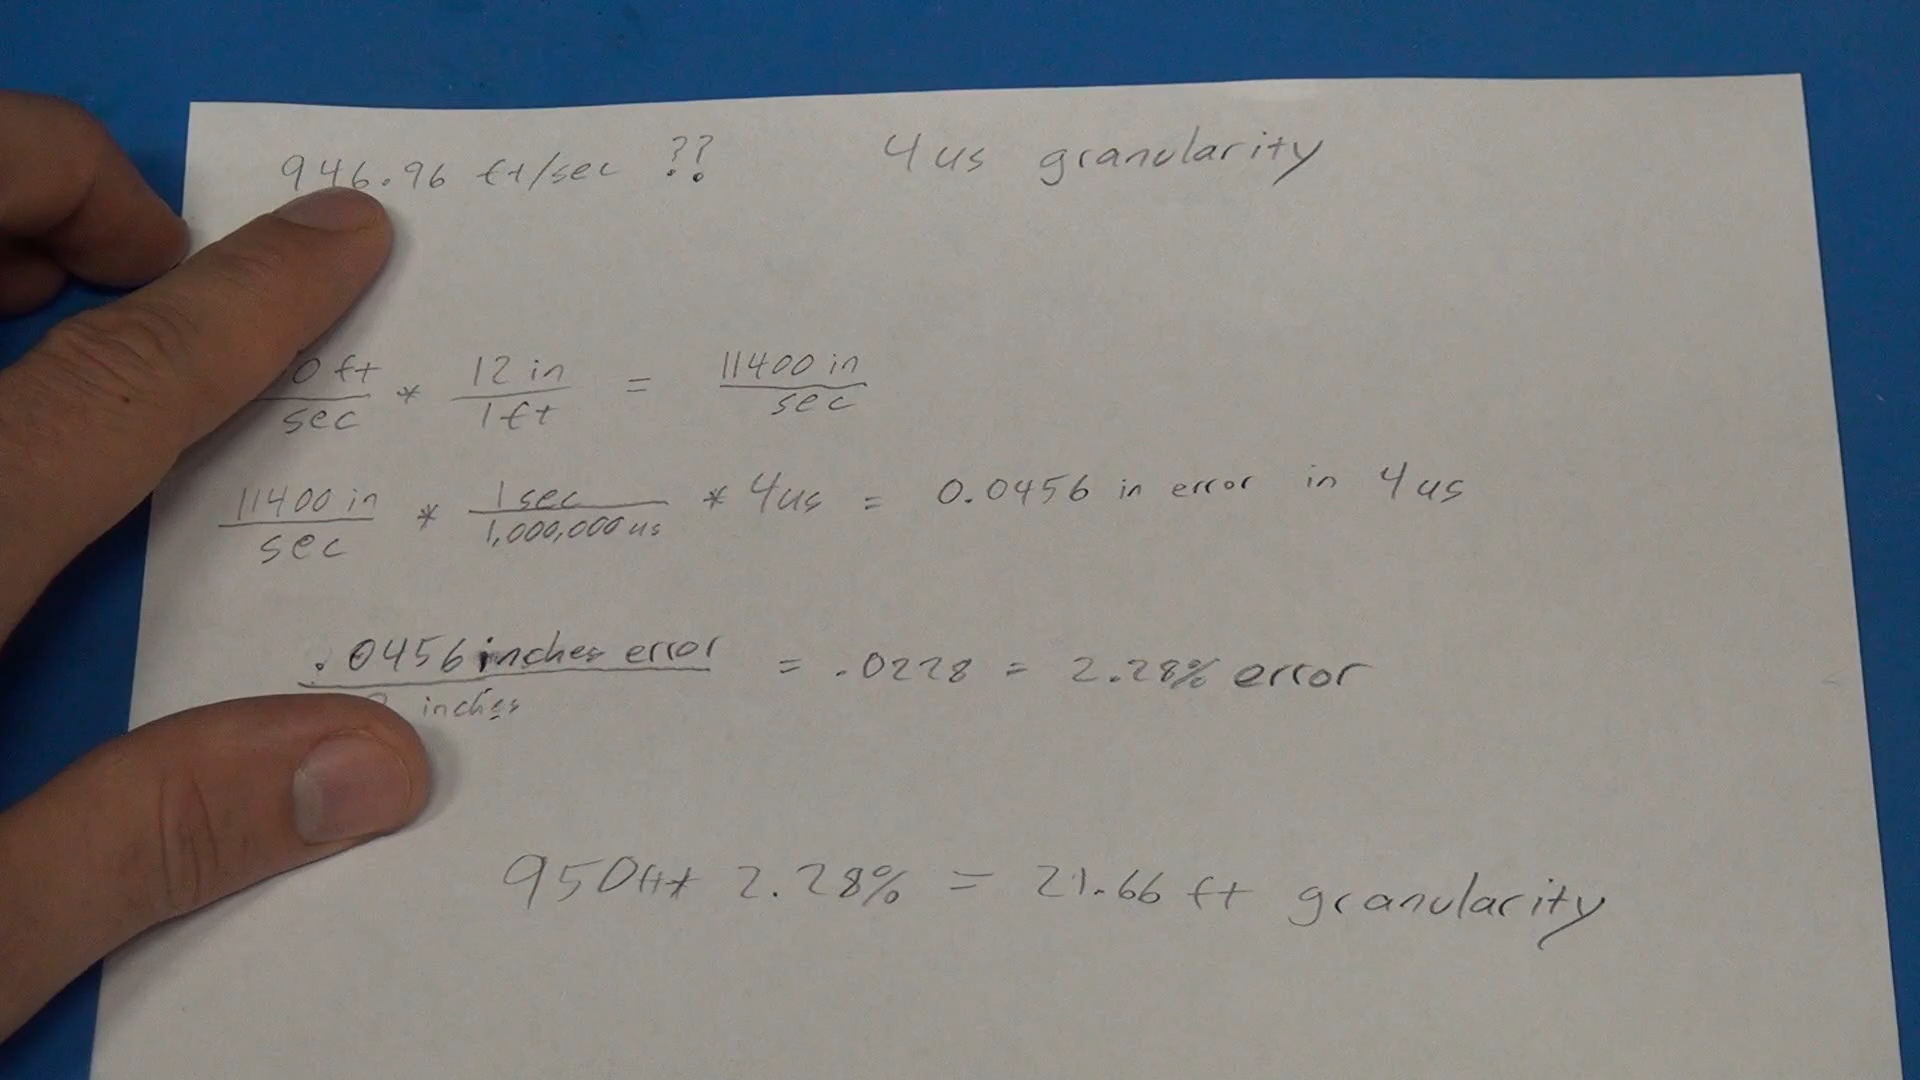 946.96 ft/sec ??
4us granularity
0 ft * 12 in = 11400 in
sec 1 ft sec
11400 in * 1 sec * 4us = 0.0456 in error in 4us
sec 1,000,000 us
.0456 inches error = .0228 = 2.28% error
inches
950ft * 2.28% = 21.66 ft granularity